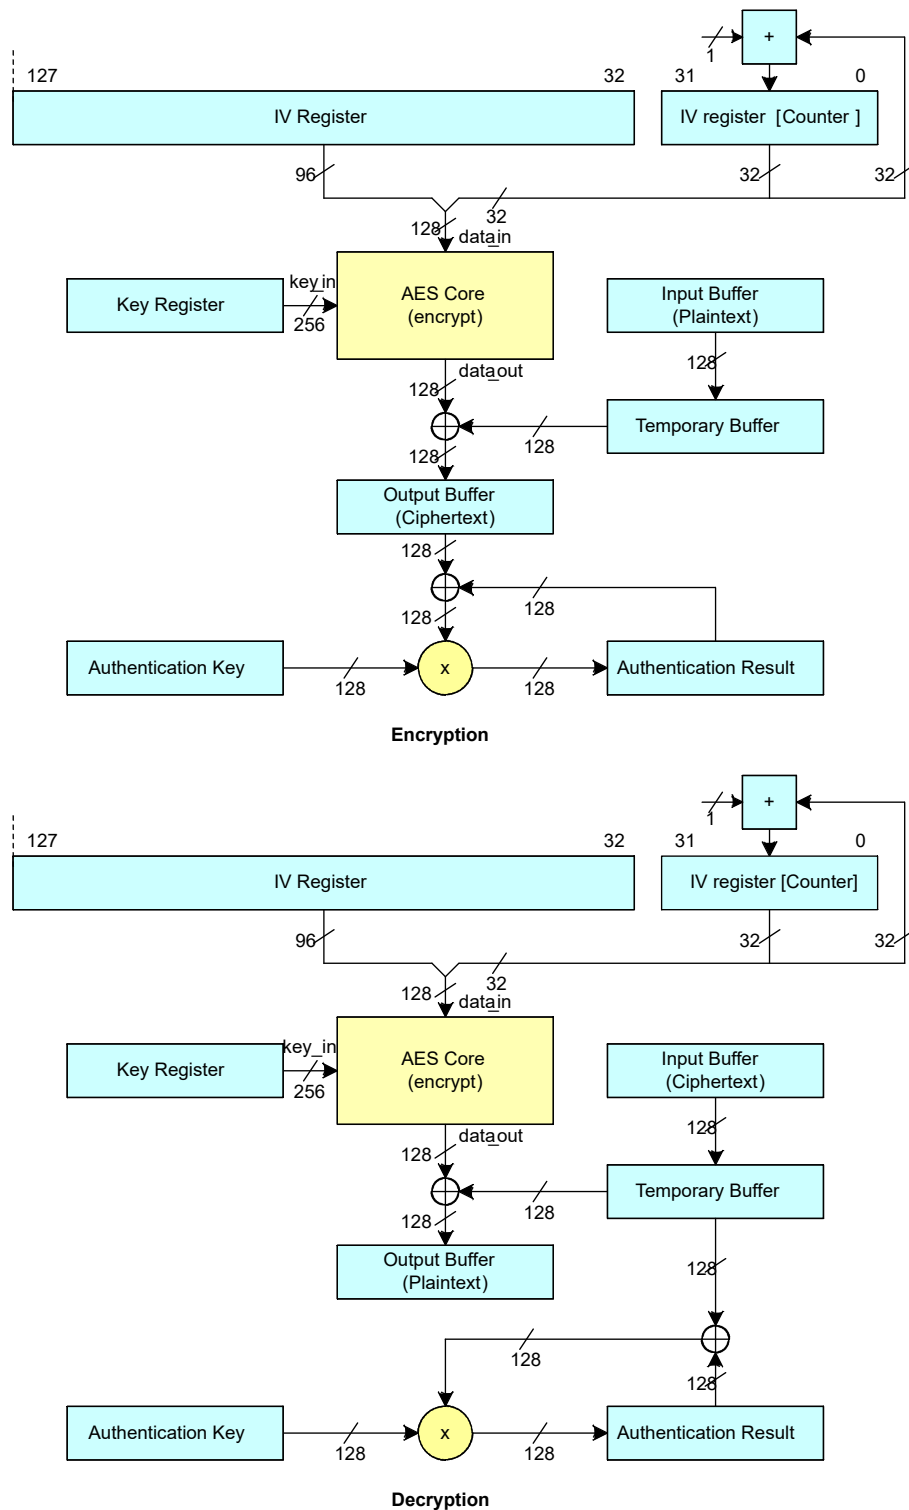 +
1
127
32
31
0
IV Register
IV register [Counter ]
96
32
32
32
128
data_in
key_in
Key Register
256
AES Core
(encrypt)
Input Buffer
(Plaintext)
128
data_out
128
Temporary Buffer
128
128
Output Buffer
(Ciphertext)
128
128
128
Authentication Key
128
x
128
Authentication Result
Encryption
+
1
127
32
31
0
IV Register
IV register [Counter]
96
32
32
32
128
data_in
key_in
Key Register
256
AES Core
(encrypt)
Input Buffer
(Ciphertext)
128
data_out
128
Temporary Buffer
128
128
Output Buffer
(Plaintext)
128
128
128
Authentication Key
128
x
128
Authentication Result
Decryption